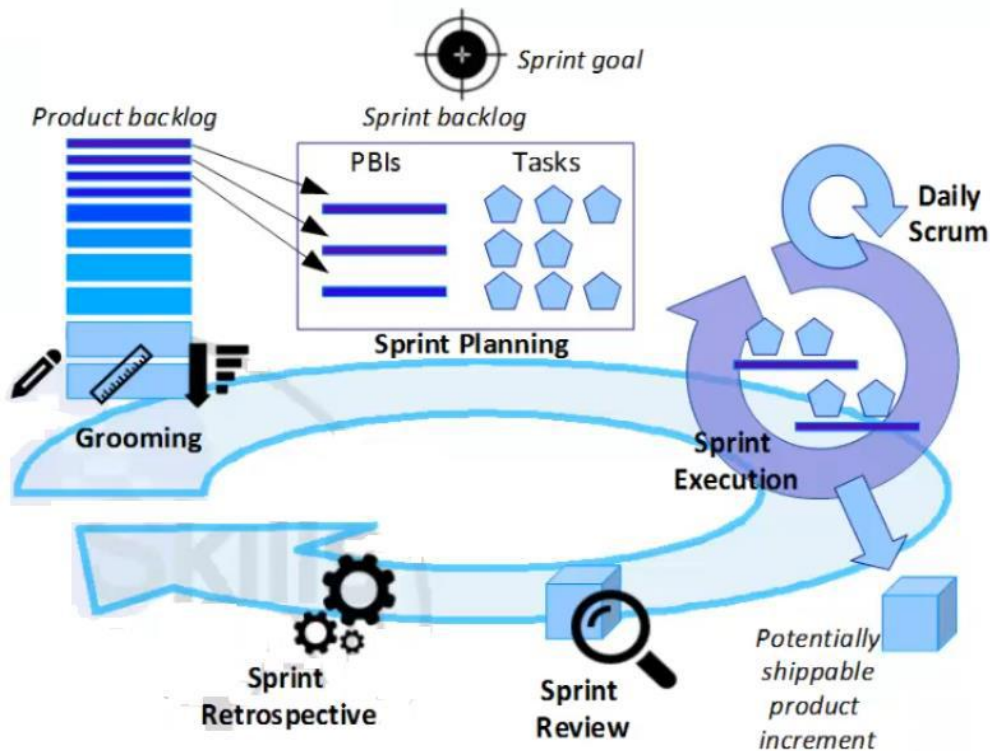 Sprint goal
Product backlog
Sprint backlog
PBIs
Tasks
Daily
Scrum
Sprint Planning
Grooming
Sprint
Execution
Sprint
Retrospective
Sprint
Review
Potentially
shippable
product
increment
Skills